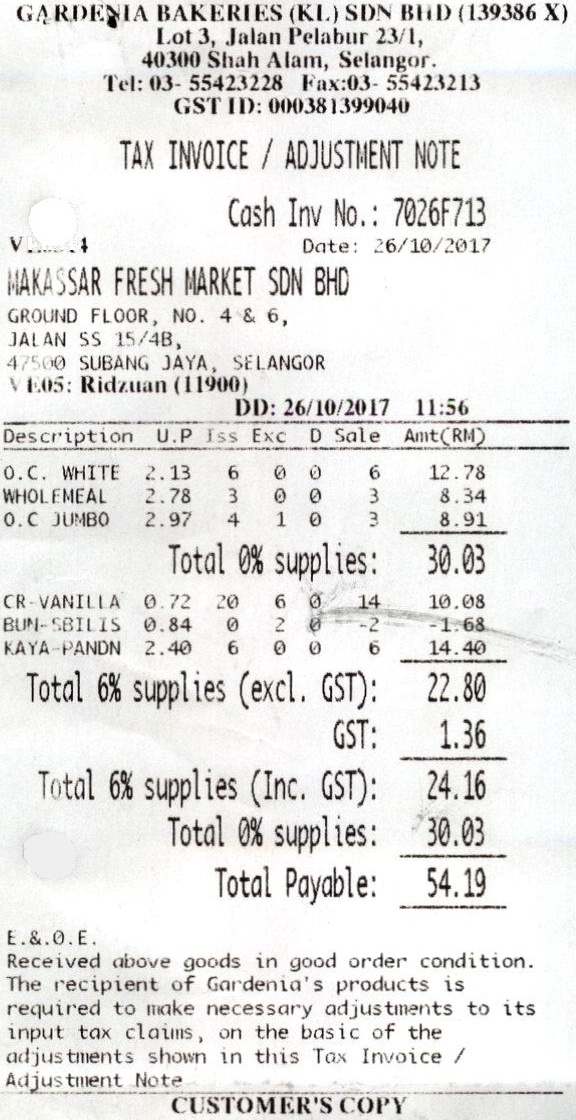 GARDENIA BAKERIES (KL) SDN BHD (139386 X)
Lot 3, Jalan Pelabur 23/1,
40300 Shah Alam, Selangor.
Tel: 03- 55423228 Fax:03- 55423213
GST ID: 000381399040
TAX INVOICE / ADJUSTMENT NOTE
Cash Inv No.: 7026F713
Date: 26/10/2017
MAKASSAR FRESH MARKET SDN BHD
GROUND FLOOR, NO. 4 & 6,
JALAN SS 15/4B,
47500 SUBANG JAYA, SELANGOR
VE05: Ridzuan (11900)
DD: 26/10/2017 11:56
Description U.P Iss Exc D Sale Amt(RM)
O.C. WHITE 2.13 6 0 0 6 12.78
WHOLEMEAL 2.78 3 0 0 3 8.34
O.C JUMBO 2.97 4 1 0 3 8.91
Total 0% supplies: 30.03
CR-VANILLA 0.72 20 6 0 14 10.08
BUN-SBILIS 0.84 0 2 0 -2 -1.68
KAYA-PANDN 2.40 6 0 0 6 14.40
Total 6% supplies (excl. GST): 22.80
GST: 1.36
Total 6% supplies (Inc. GST): 24.16
Total 0% supplies: 30.03
Total Payable: 54.19
E.&.O.E.
Received above goods in good order condition.
The recipient of Gardenia's products is
required to make necessary adjustments to its
input tax claims, on the basic of the
adjustments shown in this Tax Invoice /
Adjustment Note
CUSTOMER'S COPY